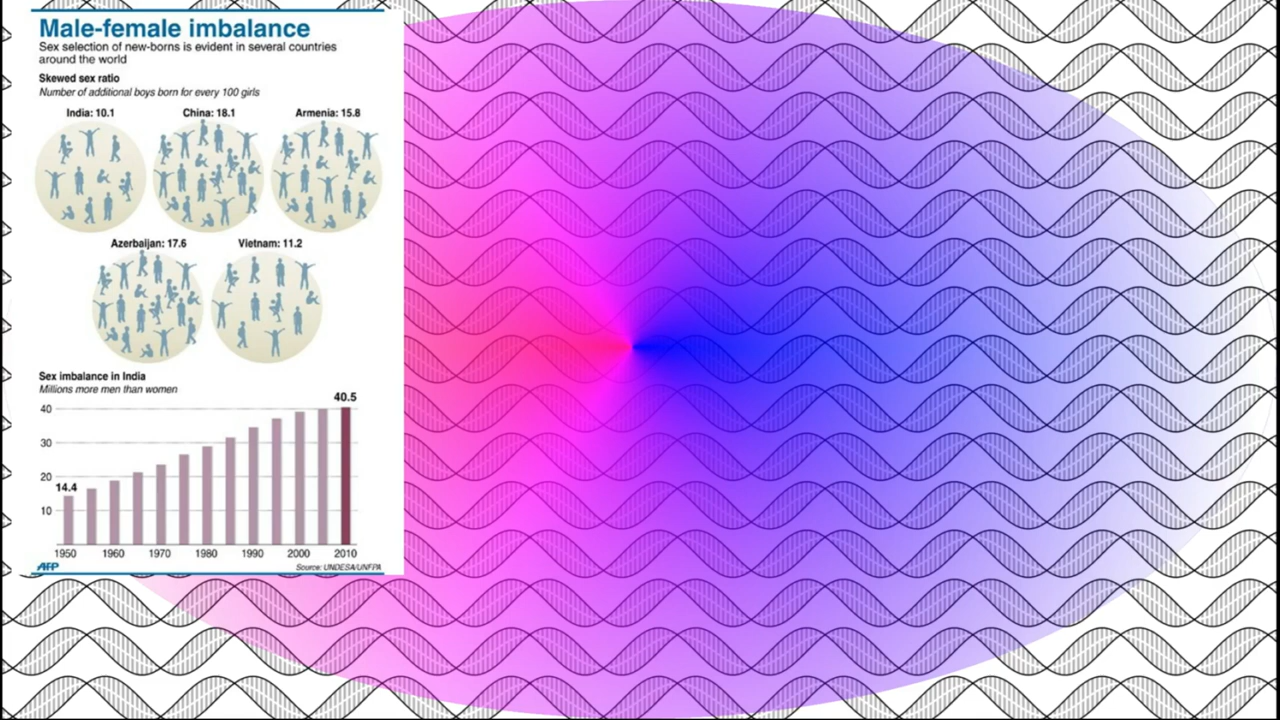 Male-female imbalance
Sex selection of new-borns is evident in several countries
around the world
Skewed sex ratio
Number of additional boys born for every 100 girls
India: 10.1
China: 18.1
Armenia: 15.8
Azerbaijan: 17.6
Vietnam: 11.2
Sex imbalance in India
Millions more men than women
40.5
40
30
20
14.4
10
1950 1960 1970 1980 1990 2000 2010
AFP
Source: UNDESA/UNFPA